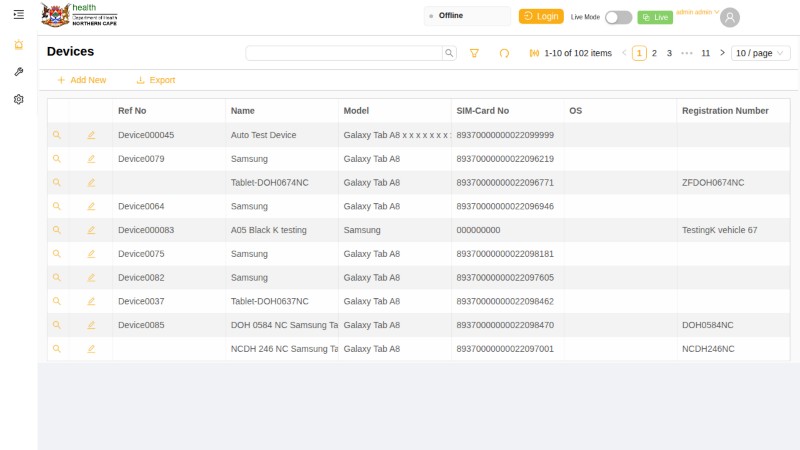 health
Department of Health
NORTHERN CAPE
Offline
Login
Live Mode
Live
admin admin
Devices
1-10 of 102 items
1 2 3 ••• 11
10 / page
Add New
Export
Ref No Name Model SIM-Card No OS Registration Number
Device000045 Auto Test Device Galaxy Tab A8 x x x x x x x 89370000000022099999
Device0079 Samsung Galaxy Tab A8 89370000000022096219
Tablet-DOH0674NC Galaxy Tab A8 89370000000022096771 ZFDOH0674NC
Device0064 Samsung Galaxy Tab A8 89370000000022096946
Device000083 A05 Black K testing Samsung 000000000 TestingK vehicle 67
Device0075 Samsung Galaxy Tab A8 89370000000022098181
Device0082 Samsung Galaxy Tab A8 89370000000022097605
Device0037 Tablet-DOH0637NC Galaxy Tab A8 89370000000022098462
Device0085 DOH 0584 NC Samsung Ta Galaxy Tab A8 89370000000022098470 DOH0584NC
NCDH 246 NC Samsung Ta Galaxy Tab A8 89370000000022097001 NCDH246NC